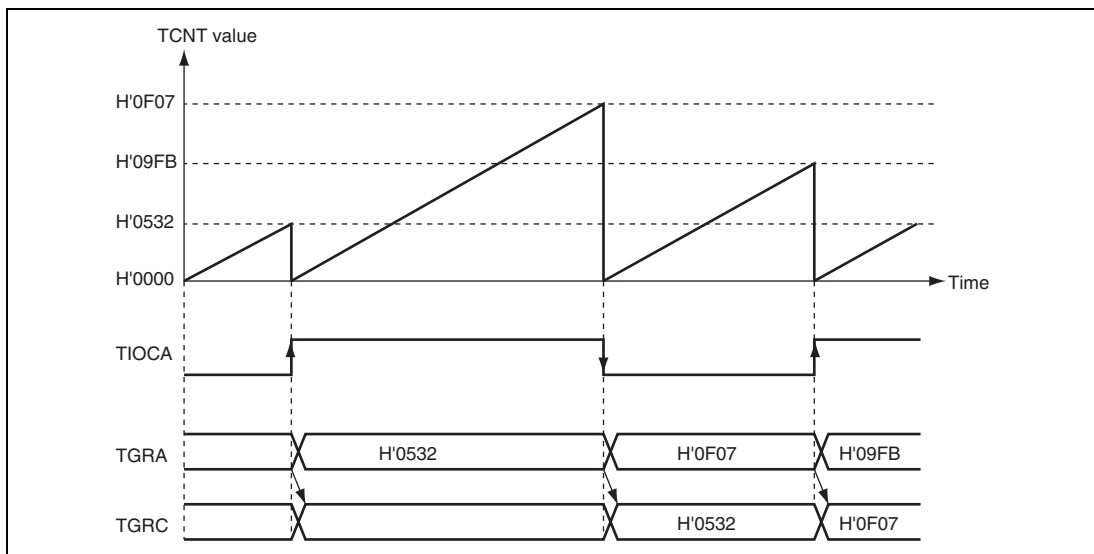 TCNT value
H'0F07
H'09FB
H'0532
H'0000
Time
TIOCA
TGRA
H'0532
H'0F07
H'09FB
TGRC
H'0532
H'0F07